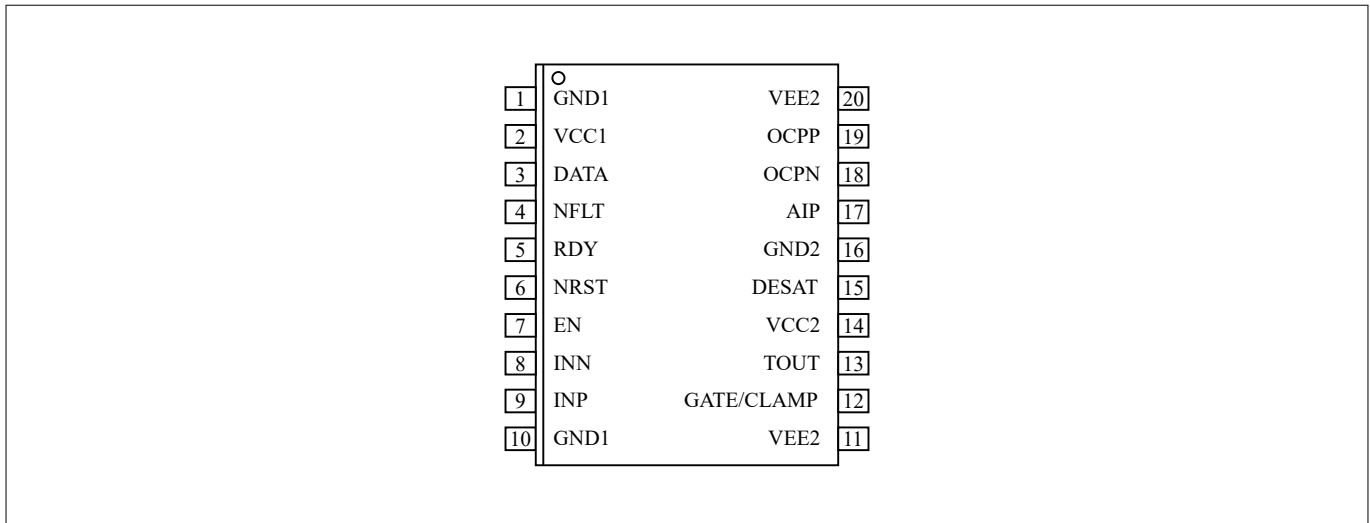 1 GND1 VEE2 20
2 VCC1 OCPP 19
3 DATA OCPN 18
4 NFLT AIP 17
5 RDY GND2 16
6 NRST DESAT 15
7 EN VCC2 14
8 INN TOUT 13
9 INP GATE/CLAMP 12
10 GND1 VEE2 11